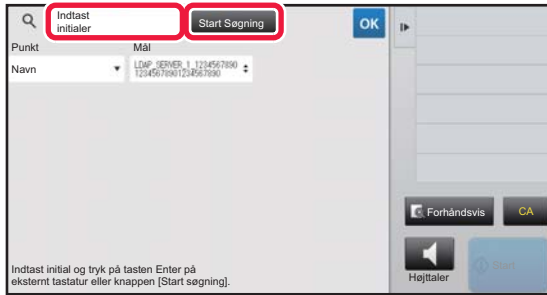 Indtast
initialer
Start Søgning
OK
Punkt
Mål
Navn
LDAP_SERVER_1_1234567890
12345678901234567890
Forhåndsvis
CA
Højttaler
Start
Indtast initial og tryk på tasten Enter på
eksternt tastatur eller knappen [Start søgning].